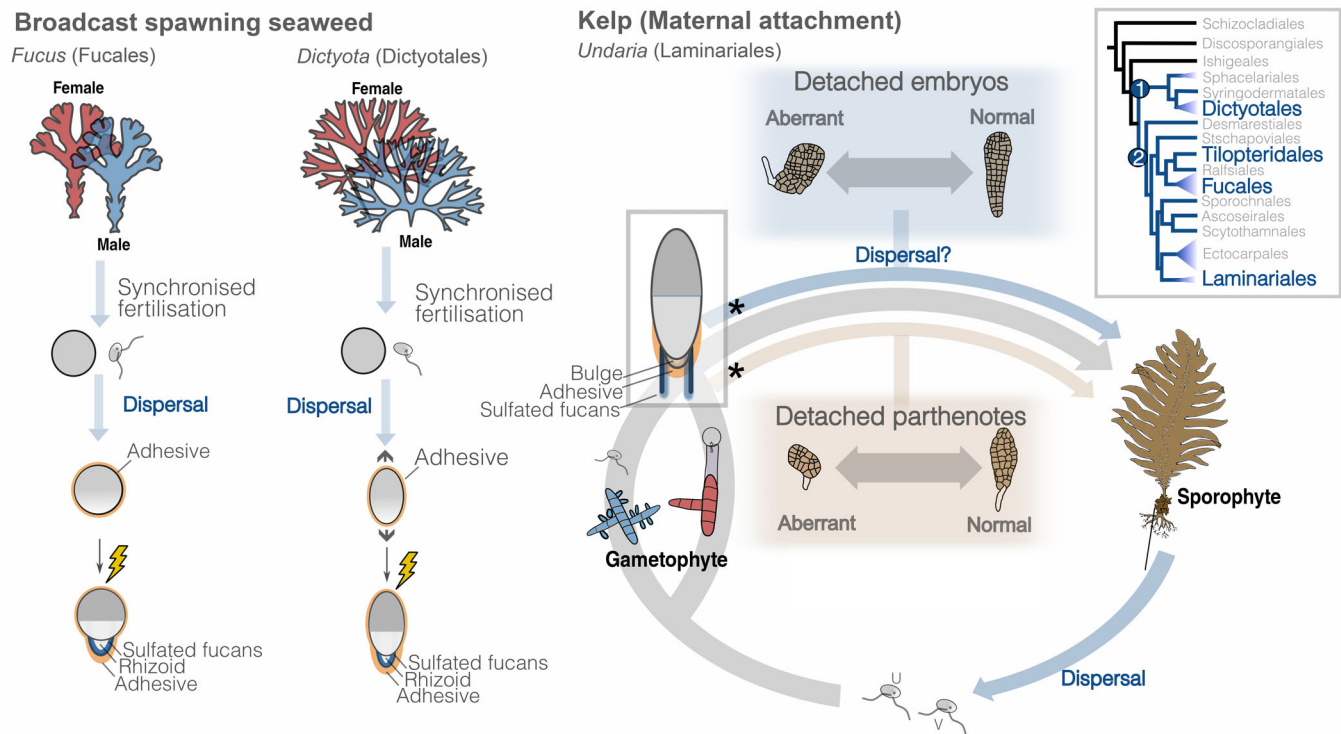 Broadcast spawning seaweed
Fucus (Fucales)
Female
Male
Synchronised
fertilisation
Dispersal
Adhesive
Sulfated fucans
Rhizoid
Adhesive
Dictyota (Dictyotales)
Female
Male
Synchronised
fertilisation
Dispersal
Adhesive
Sulfated fucans
Rhizoid
Adhesive
Kelp (Maternal attachment)
Undaria (Laminariales)
Detached embryos
Aberrant
Normal
Dispersal?
*
*
Bulge
Adhesive
Sulfated fucans
Detached parthenotes
Aberrant
Normal
Gametophyte
Sporophyte
Dispersal
U
V
Schizocladiales
Discosporangiales
Ishigeales
Sphacelariales
1
Syringodermatales
Dictyotales
Desmarestiales
Stschapoviales
2
Tilopteridales
Ralfsiales
Fucales
Sporochnales
Ascoseirales
Scytothamnales
Ectocarpales
Laminariales